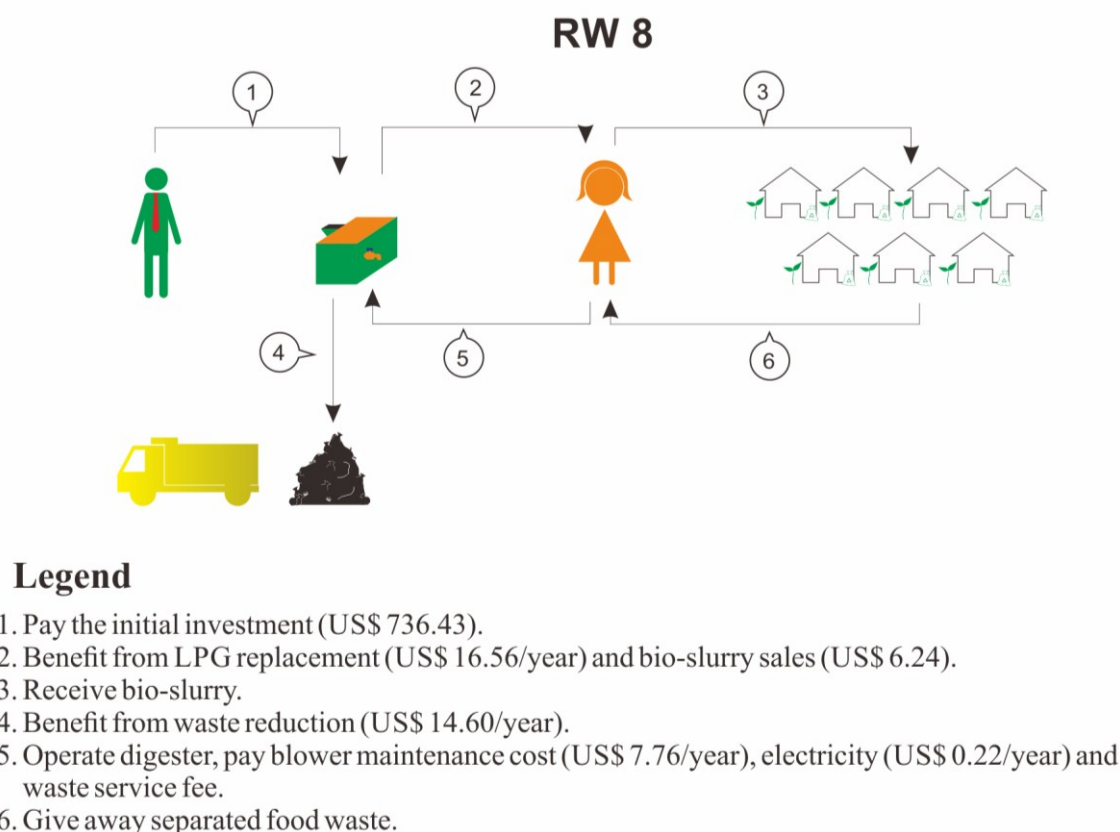 RW 8
1
2
3
4
5
6
Legend
1. Pay the initial investment (US$ 736.43).
2. Benefit from LPG replacement (US$ 16.56/year) and bio-slurry sales (US$ 6.24).
3. Receive bio-slurry.
4. Benefit from waste reduction (US$ 14.60/year).
5. Operate digester, pay blower maintenance cost (US$ 7.76/year), electricity (US$ 0.22/year) and
waste service fee.
6. Give away separated food waste.